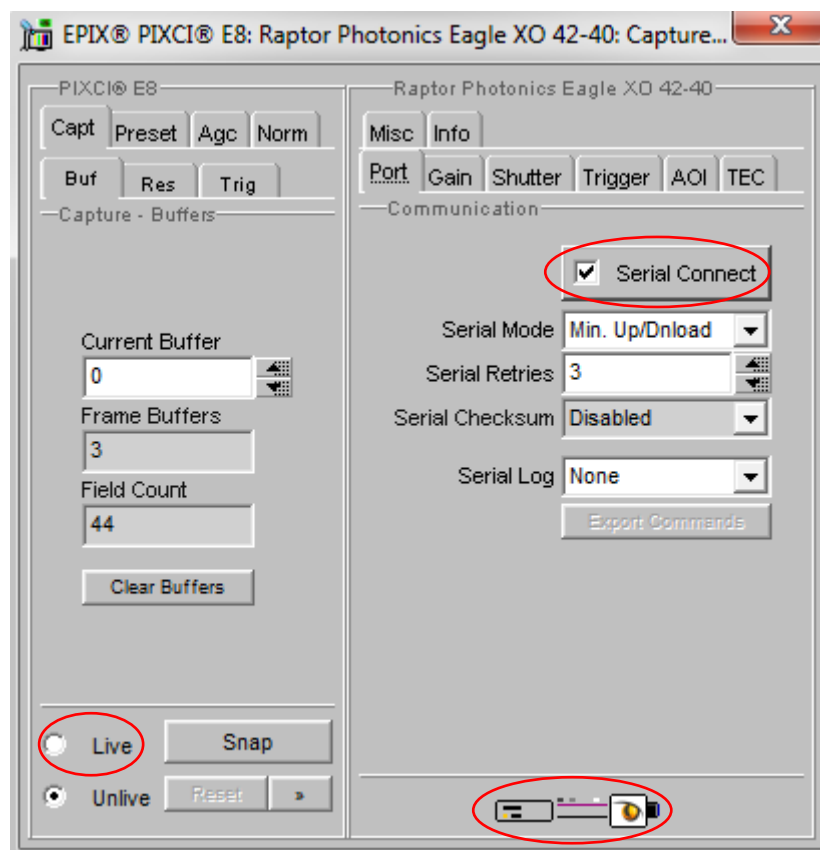 EPIX® PIXCI® E8: Raptor Photonics Eagle XO 42-40: Capture...
PIXCI® E8
Capt Preset Agc Norm
Buf Res Trig
Capture - Buffers
Current Buffer
0
Frame Buffers
3
Field Count
44
Clear Buffers
Live Snap
Unlive Reset »
Raptor Photonics Eagle XO 42-40
Misc Info
Port Gain Shutter Trigger AOI TEC
Communication
Serial Connect
Serial Mode Min. Up/Dnload
Serial Retries 3
Serial Checksum Disabled
Serial Log None
Export Commands